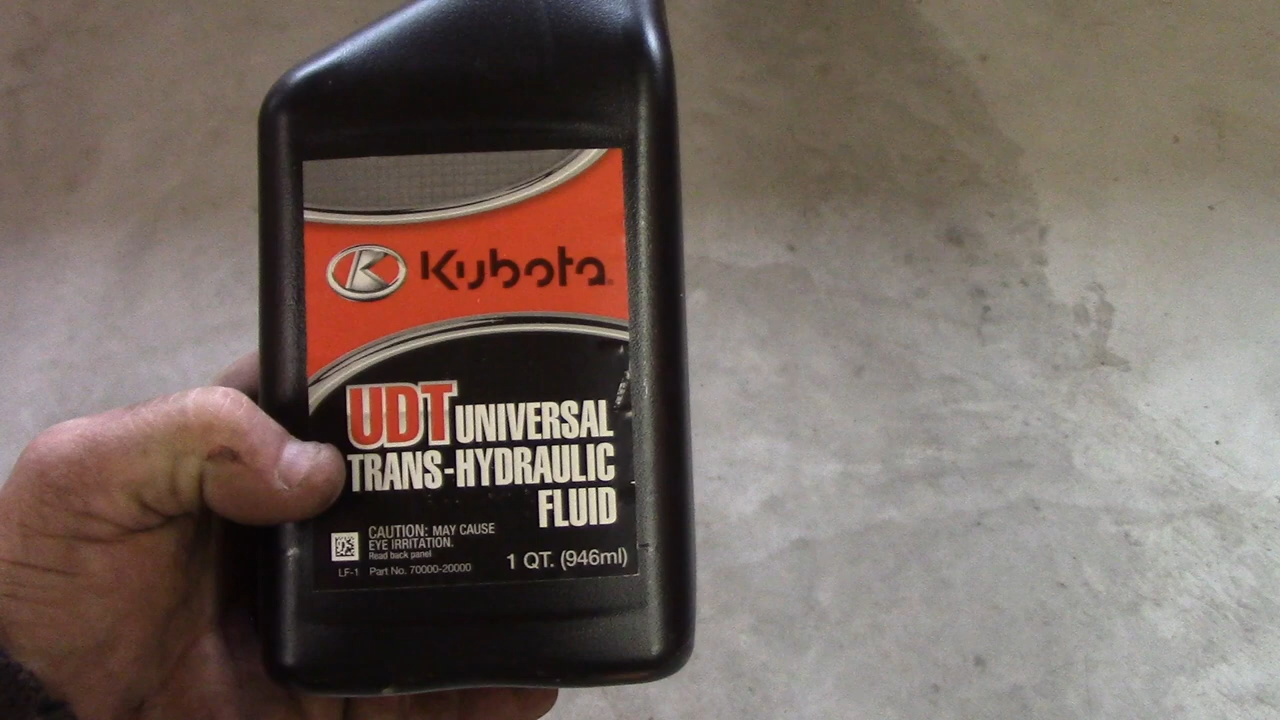 Kubota
UDT UNIVERSAL
TRANS-HYDRAULIC
FLUID
CAUTION: MAY CAUSE
EYE IRRITATION.
Read back panel
LF-1 Part No. 70000-20000
1 QT. (946ml)